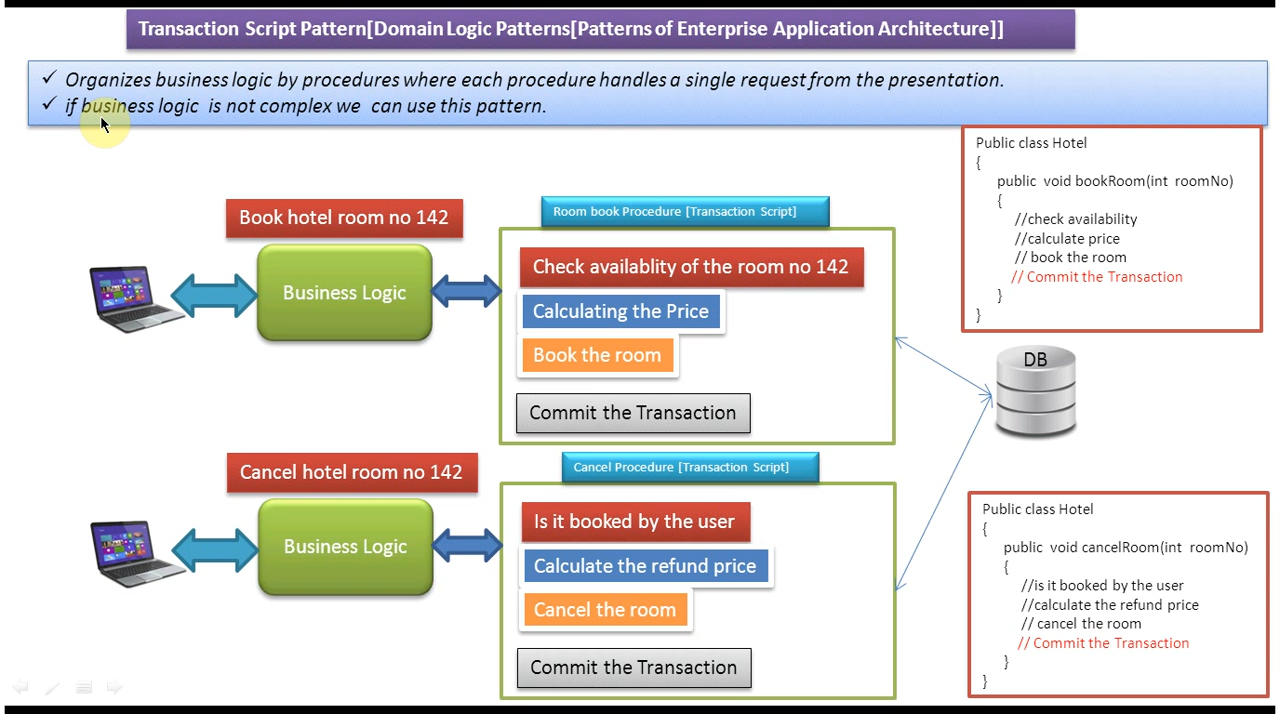 Transaction Script Pattern[Domain Logic Patterns[Patterns of Enterprise Application Architecture]]
✓ Organizes business logic by procedures where each procedure handles a single request from the presentation.
✓ if business logic is not complex we can use this pattern.
Book hotel room no 142
Business Logic
Room book Procedure [Transaction Script]
Check availablity of the room no 142
Calculating the Price
Book the room
Commit the Transaction
Public class Hotel
{
public void bookRoom(int roomNo)
{
//check availability
//calculate price
// book the room
// Commit the Transaction
}
}
DB
Cancel hotel room no 142
Business Logic
Cancel Procedure [Transaction Script]
Is it booked by the user
Calculate the refund price
Cancel the room
Commit the Transaction
Public class Hotel
{
public void cancelRoom(int roomNo)
{
//is it booked by the user
//calculate the refund price
// cancel the room
// Commit the Transaction
}
}